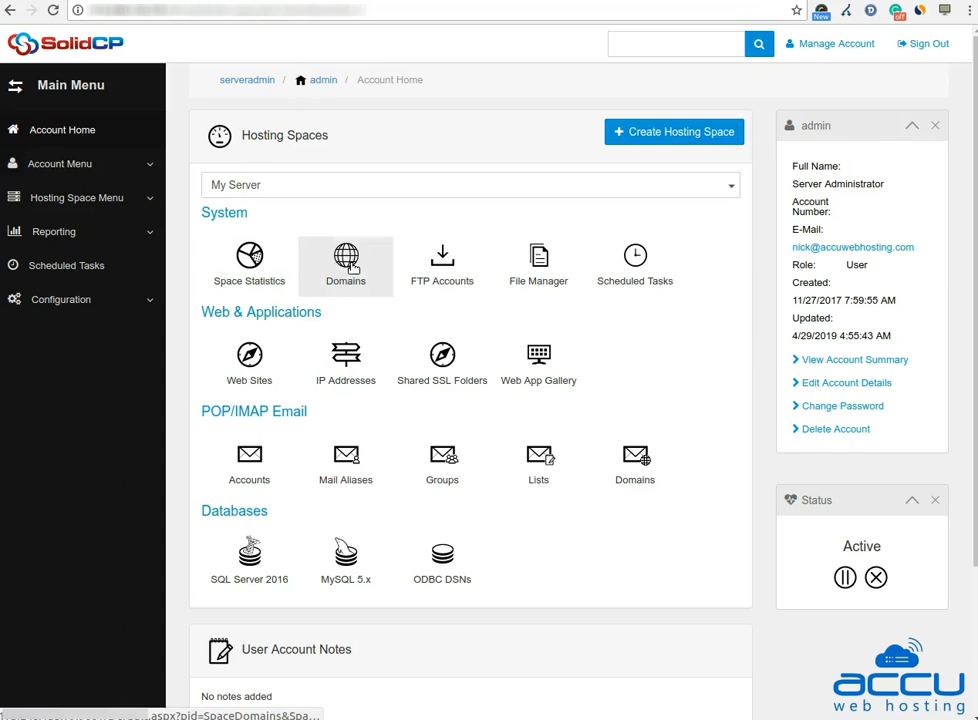 New
off
SolidCP
Manage Account
Sign Out
Main Menu
serveradmin / admin / Account Home
Account Home
Account Menu
Hosting Space Menu
Reporting
Scheduled Tasks
Configuration
Hosting Spaces
+ Create Hosting Space
My Server
System
Space Statistics
Domains
FTP Accounts
File Manager
Scheduled Tasks
Web & Applications
Web Sites
IP Addresses
Shared SSL Folders
Web App Gallery
POP/IMAP Email
Accounts
Mail Aliases
Groups
Lists
Domains
Databases
SQL Server 2016
MySQL 5.x
ODBC DSNs
User Account Notes
No notes added
admin
Full Name:
Server Administrator
Account
Number:
E-Mail:
nick@accuwebhosting.com
Role: User
Created:
11/27/2017 7:59:55 AM
Updated:
4/29/2019 4:55:43 AM
View Account Summary
Edit Account Details
Change Password
Delete Account
Status
Active
ACCU
web hosting
.aspx?pid=SpaceDomains&Spa...